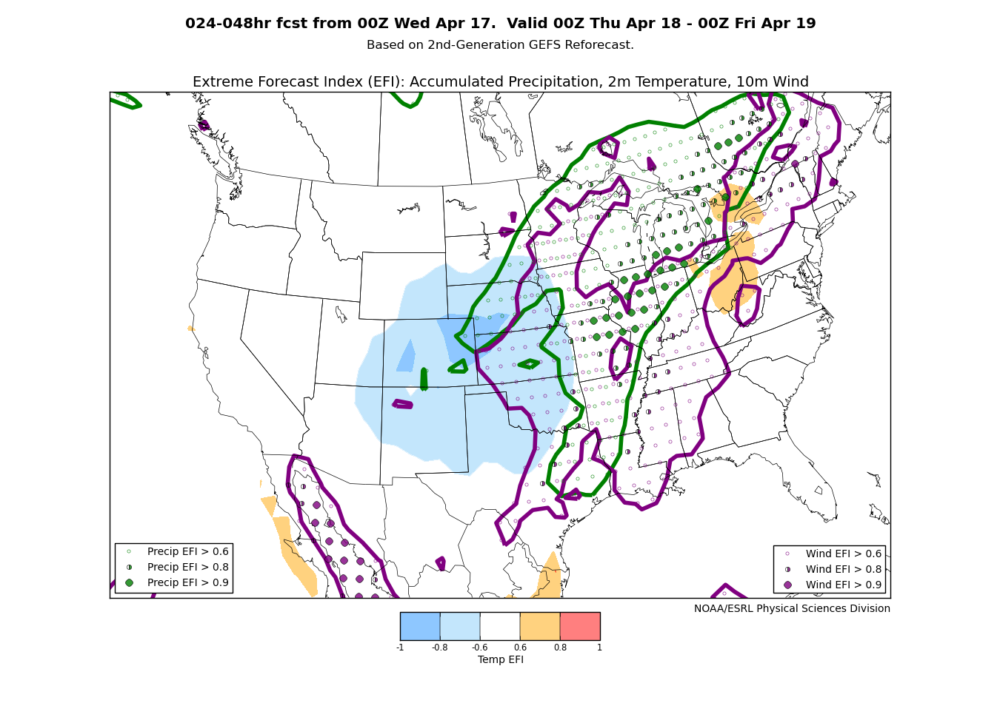 024-048hr fcst from 00Z Wed Apr 17.  Valid 00Z Thu Apr 18 - 00Z Fri Apr 19
Based on 2nd-Generation GEFS Reforecast.
Extreme Forecast Index (EFI): Accumulated Precipitation, 2m Temperature, 10m Wind
Precip EFI > 0.6
Precip EFI > 0.8
Precip EFI > 0.9
Wind EFI > 0.6
Wind EFI > 0.8
Wind EFI > 0.9
NOAA/ESRL Physical Sciences Division
-1 -0.8 -0.6 0.6 0.8 1
Temp EFI